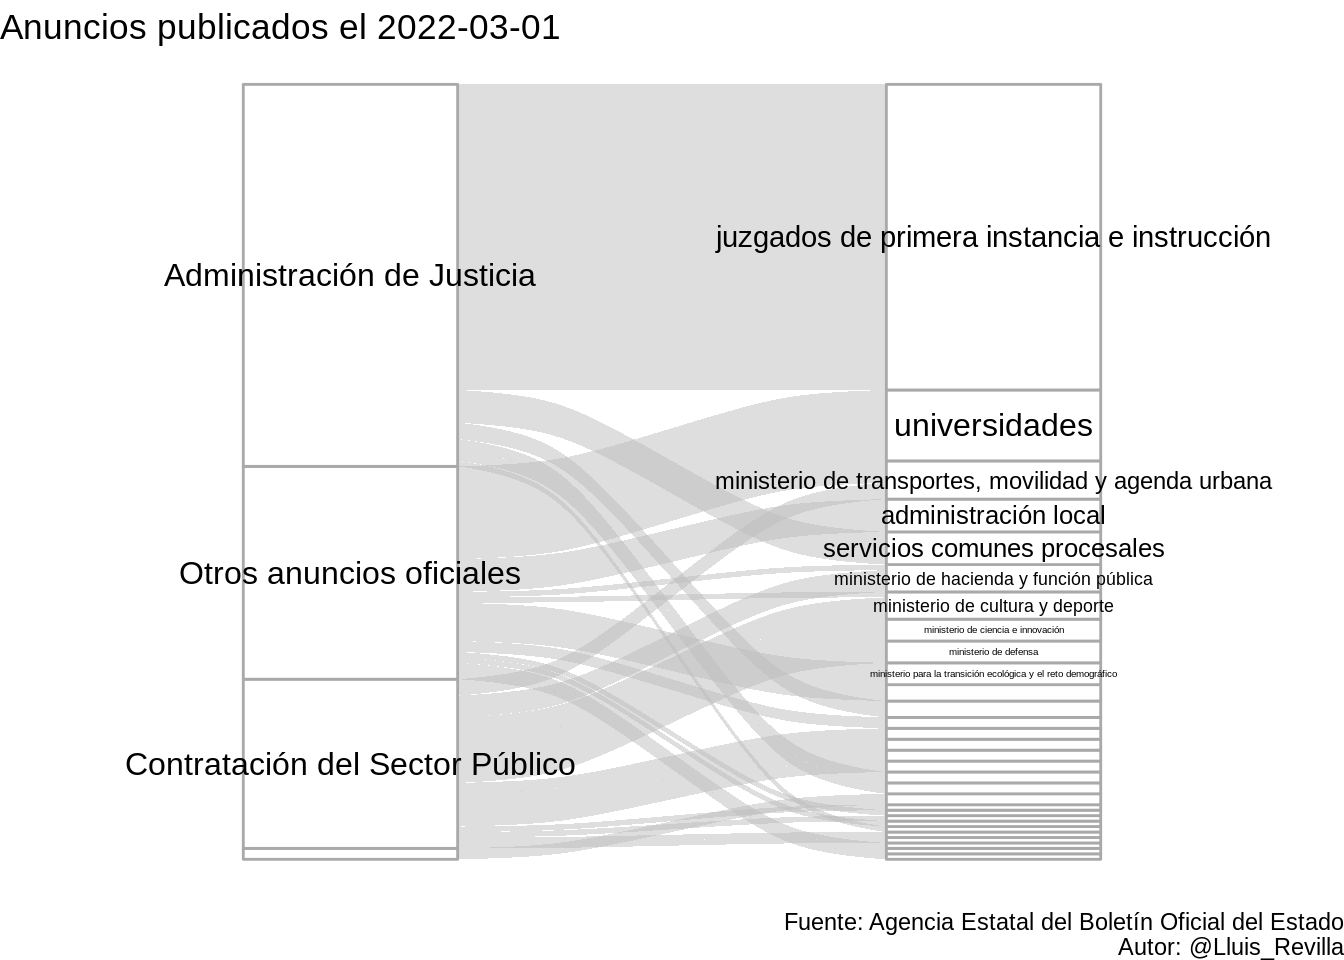 Anuncios publicados el 2022-03-01
Administración de Justicia
Otros anuncios oficiales
Contratación del Sector Público
juzgados de primera instancia e instrucción
universidades
ministerio de transportes, movilidad y agenda urbana
administración local
servicios comunes procesales
ministerio de hacienda y función pública
ministerio de cultura y deporte
ministerio de ciencia e innovación
ministerio de defensa
ministerio para la transición ecológica y el reto demográfico
Fuente: Agencia Estatal del Boletín Oficial del Estado
Autor: @Lluis_Revilla